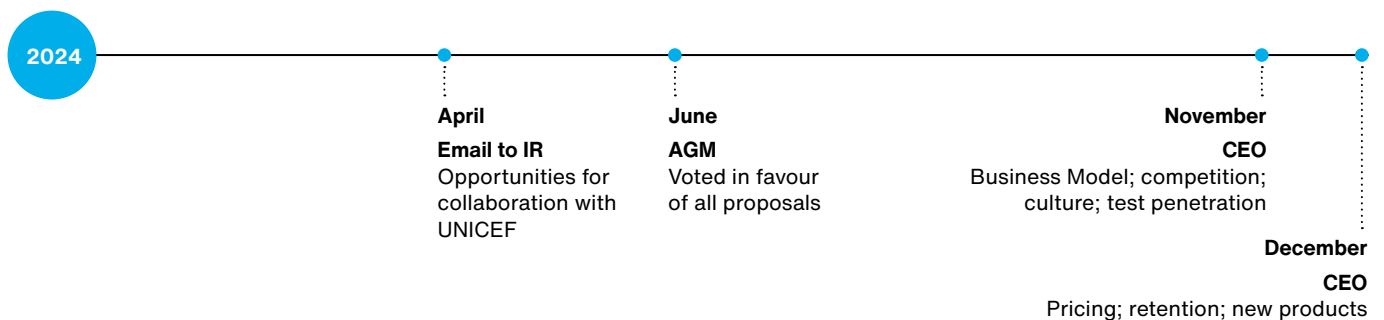 2024
April
Email to IR
Opportunities for
collaboration with
UNICEF
June
AGM
Voted in favour
of all proposals
November
CEO
Business Model; competition;
culture; test penetration
December
CEO
Pricing; retention; new products